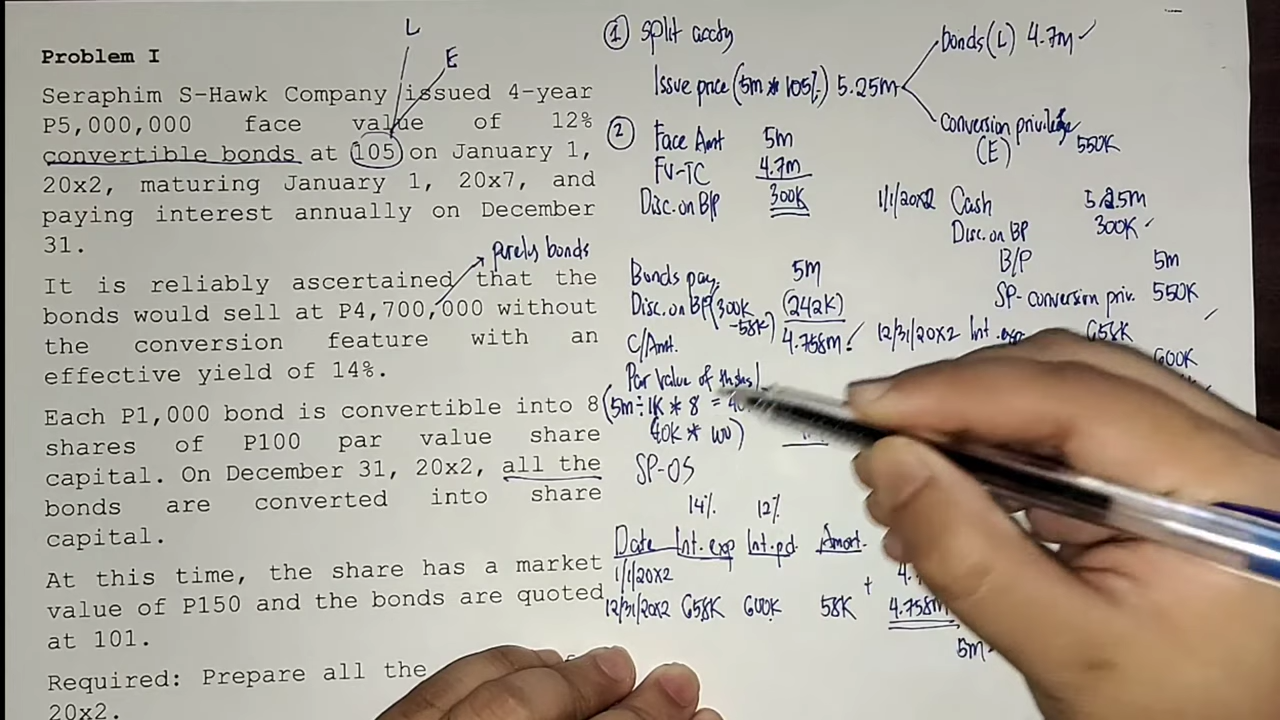 L
E
Problem I
Seraphim S-Hawk Company issued 4-year
P5,000,000 face value of 12%
convertible bonds at 105 on January 1,
20x2, maturing January 1, 20x7, and
paying interest annually on December
31.
purely bonds
It is reliably ascertained that the
bonds would sell at P4,700,000 without
the conversion feature with an
effective yield of 14%.
Each P1,000 bond is convertible into 8
shares of P100 par value share
capital. On December 31, 20x2, all the
bonds are converted into share
capital.
At this time, the share has a market
value of P150 and the bonds are quoted
at 101.
Required: Prepare all the
20x2.
① Split acctg
Issue price (5m * 105%) 5.25m
bonds (L) 4.7m ✓
conversion privilege
(E) 550K
② Face Amt 5m
FV-TC 4.7m
Disc. on B/P 300K
1/1/20x2 Cash 5.25m
Disc. on BP 300K ✓
B/P 5m
SP- conversion priv. 550K
Bonds pay. 5m
Disc. on BP (300K (242K)
-58K)
C/Amt. 4.758m
12/31/20x2 Int. exp 658K
600K
Par value of
(5m ÷ 1K * 8 =
40K * 100)
SP-OS
14% 12%
Date Int. exp Int. pd. Amort.
1/1/20x2
12/31/20x2 658K 600K 58K + 4.758m
5m-